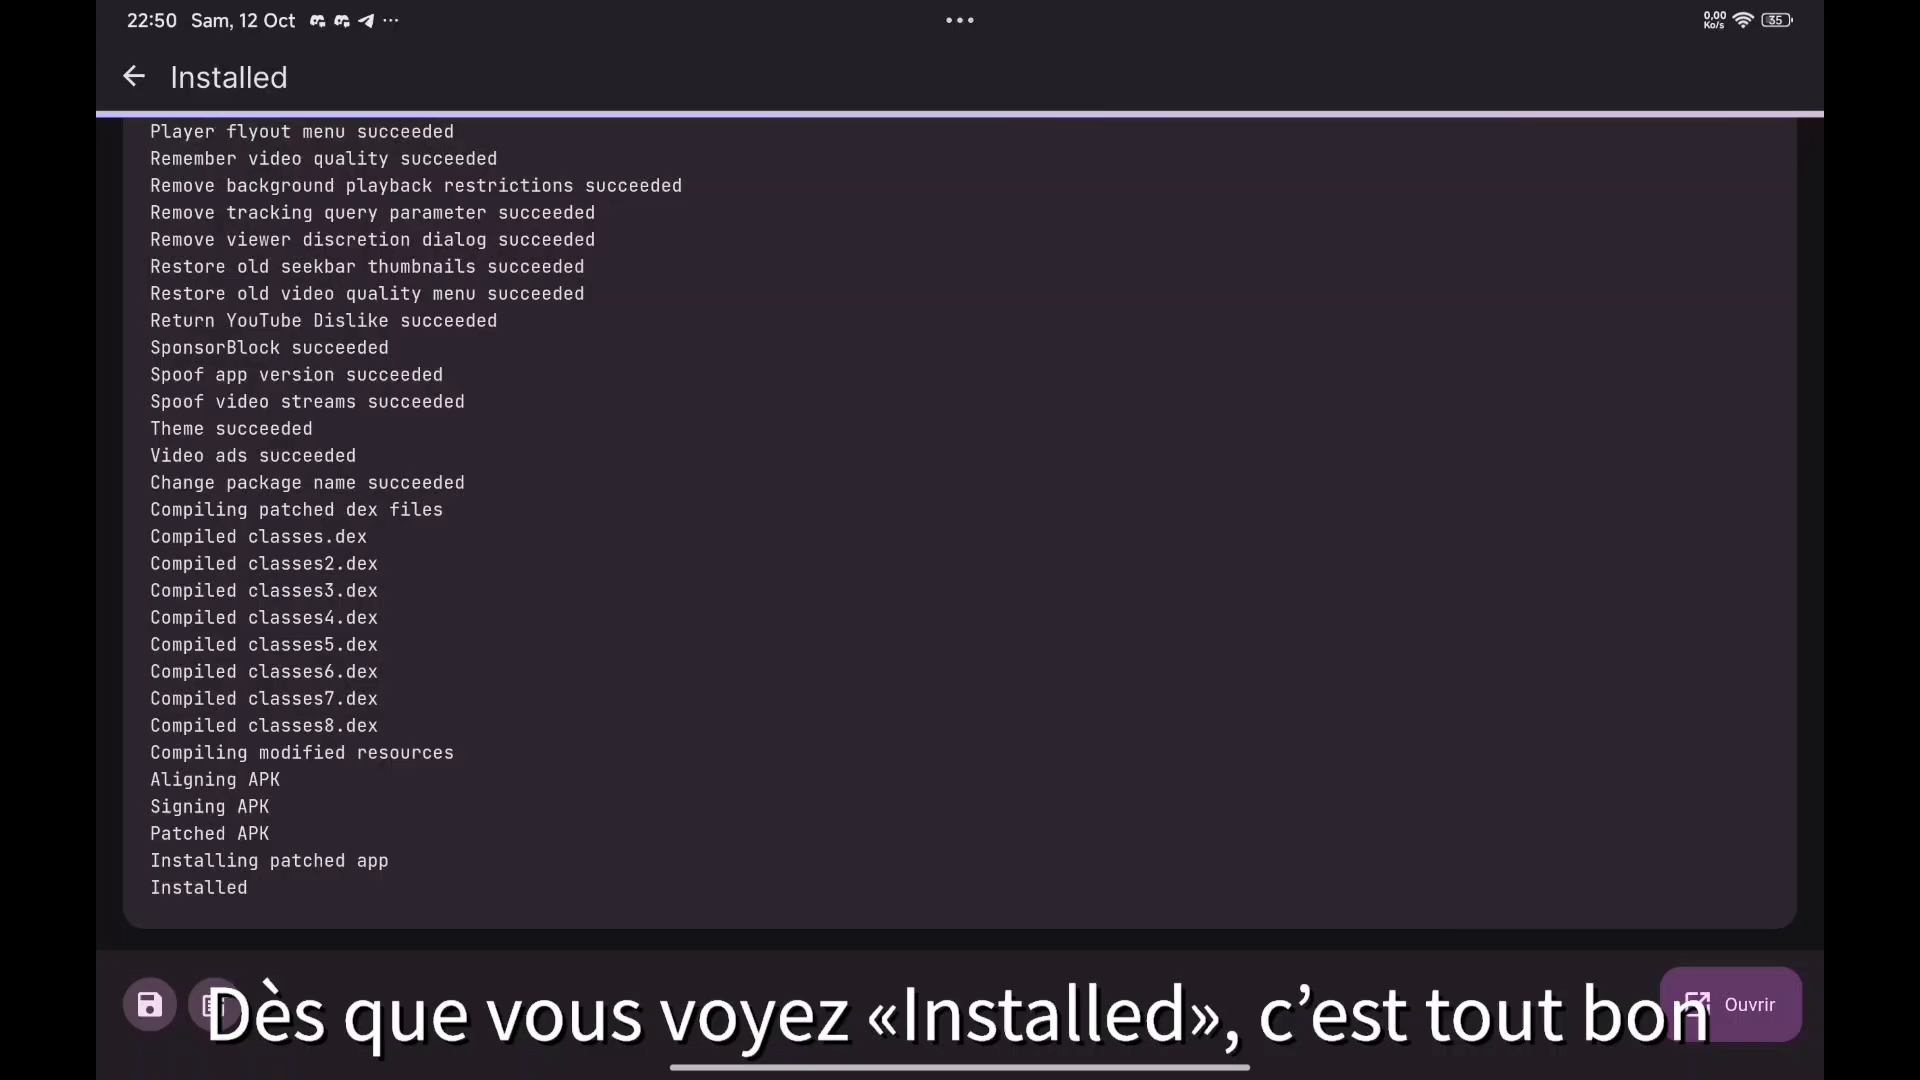 22:50 Sam, 12 Oct
0,00
Ko/s
35
Installed
Player flyout menu succeeded
Remember video quality succeeded
Remove background playback restrictions succeeded
Remove tracking query parameter succeeded
Remove viewer discretion dialog succeeded
Restore old seekbar thumbnails succeeded
Restore old video quality menu succeeded
Return YouTube Dislike succeeded
SponsorBlock succeeded
Spoof app version succeeded
Spoof video streams succeeded
Theme succeeded
Video ads succeeded
Change package name succeeded
Compiling patched dex files
Compiled classes.dex
Compiled classes2.dex
Compiled classes3.dex
Compiled classes4.dex
Compiled classes5.dex
Compiled classes6.dex
Compiled classes7.dex
Compiled classes8.dex
Compiling modified resources
Aligning APK
Signing APK
Patched APK
Installing patched app
Installed
Dès que vous voyez «Installed», c’est tout bon
Ouvrir